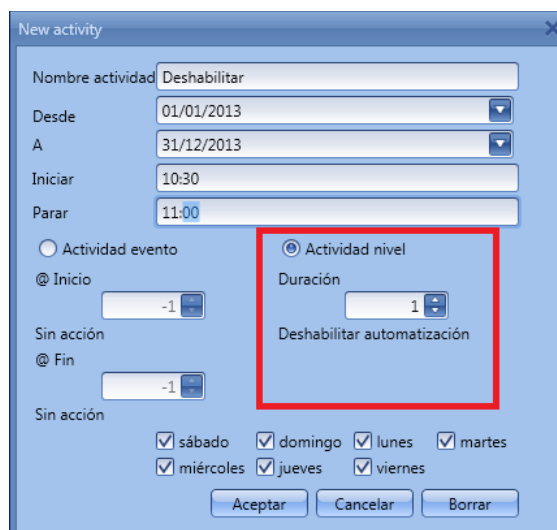 New activity
Nombre actividad Deshabilitar
Desde 01/01/2013
A 31/12/2013
Iniciar 10:30
Parar 11:00
Actividad evento Actividad nivel
@ Inicio Duración
-1 1
Sin acción Deshabilitar automatización
@ Fin
-1
Sin acción
sábado domingo lunes martes
miércoles jueves viernes
Aceptar Cancelar Borrar